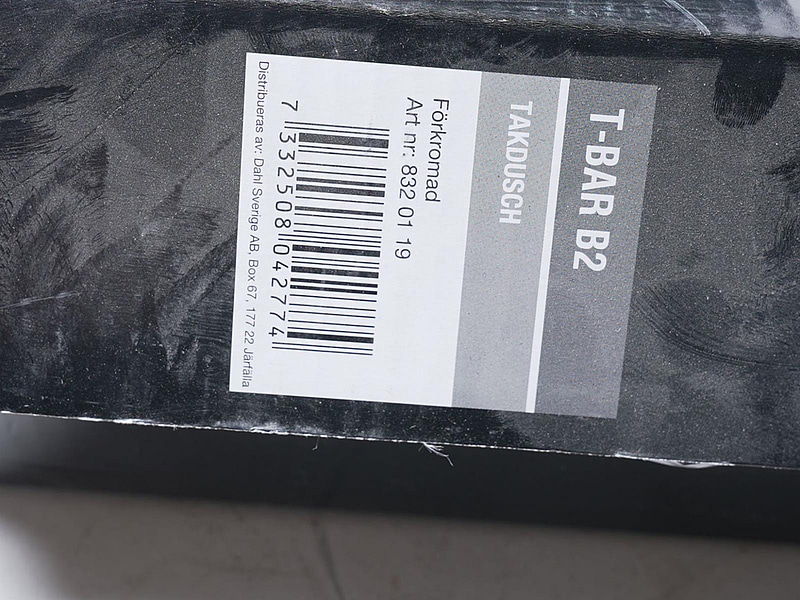 T-BAR B2
TAKDUSCH
Förkromad
Art nr: 832 01 19
7 332508 042774
Distribueras av: Dahl Sverige AB, Box 67, 177 22 Järfälla